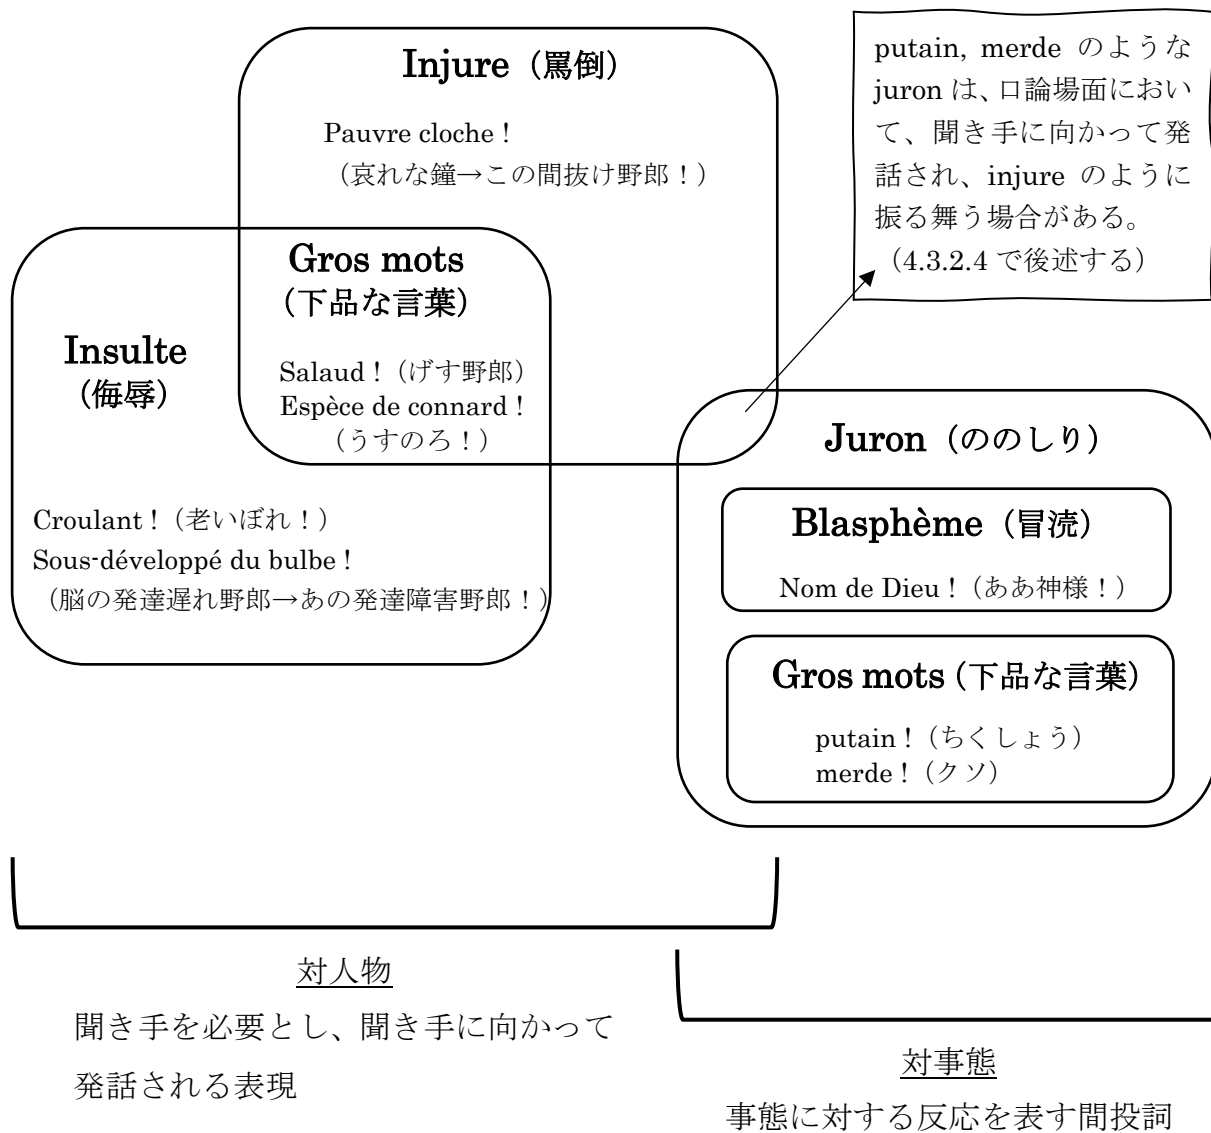 Injure（罵倒）
Pauvre cloche !
（哀れな鐘→この間抜け野郎！）
putain, merde のような
juron は、口論場面におい
て、聞き手に向かって発
話され、injure のように
振る舞う場合がある。
（4.3.2.4 で後述する）
Gros mots
（下品な言葉）
Salaud !（げす野郎）
Espèce de connard !
（うすのろ！）
Insulte
（侮辱）
Croulant !（老いぼれ！）
Sous-développé du bulbe !
（脳の発達遅れ野郎→あの発達障害野郎！）
Juron（ののしり）
Blasphème（冒涜）
Nom de Dieu !（ああ神様！）
Gros mots（下品な言葉）
putain !（ちくしょう）
merde !（クソ）
対人物
聞き手を必要とし、聞き手に向かって
発話される表現
対事態
事態に対する反応を表す間投詞